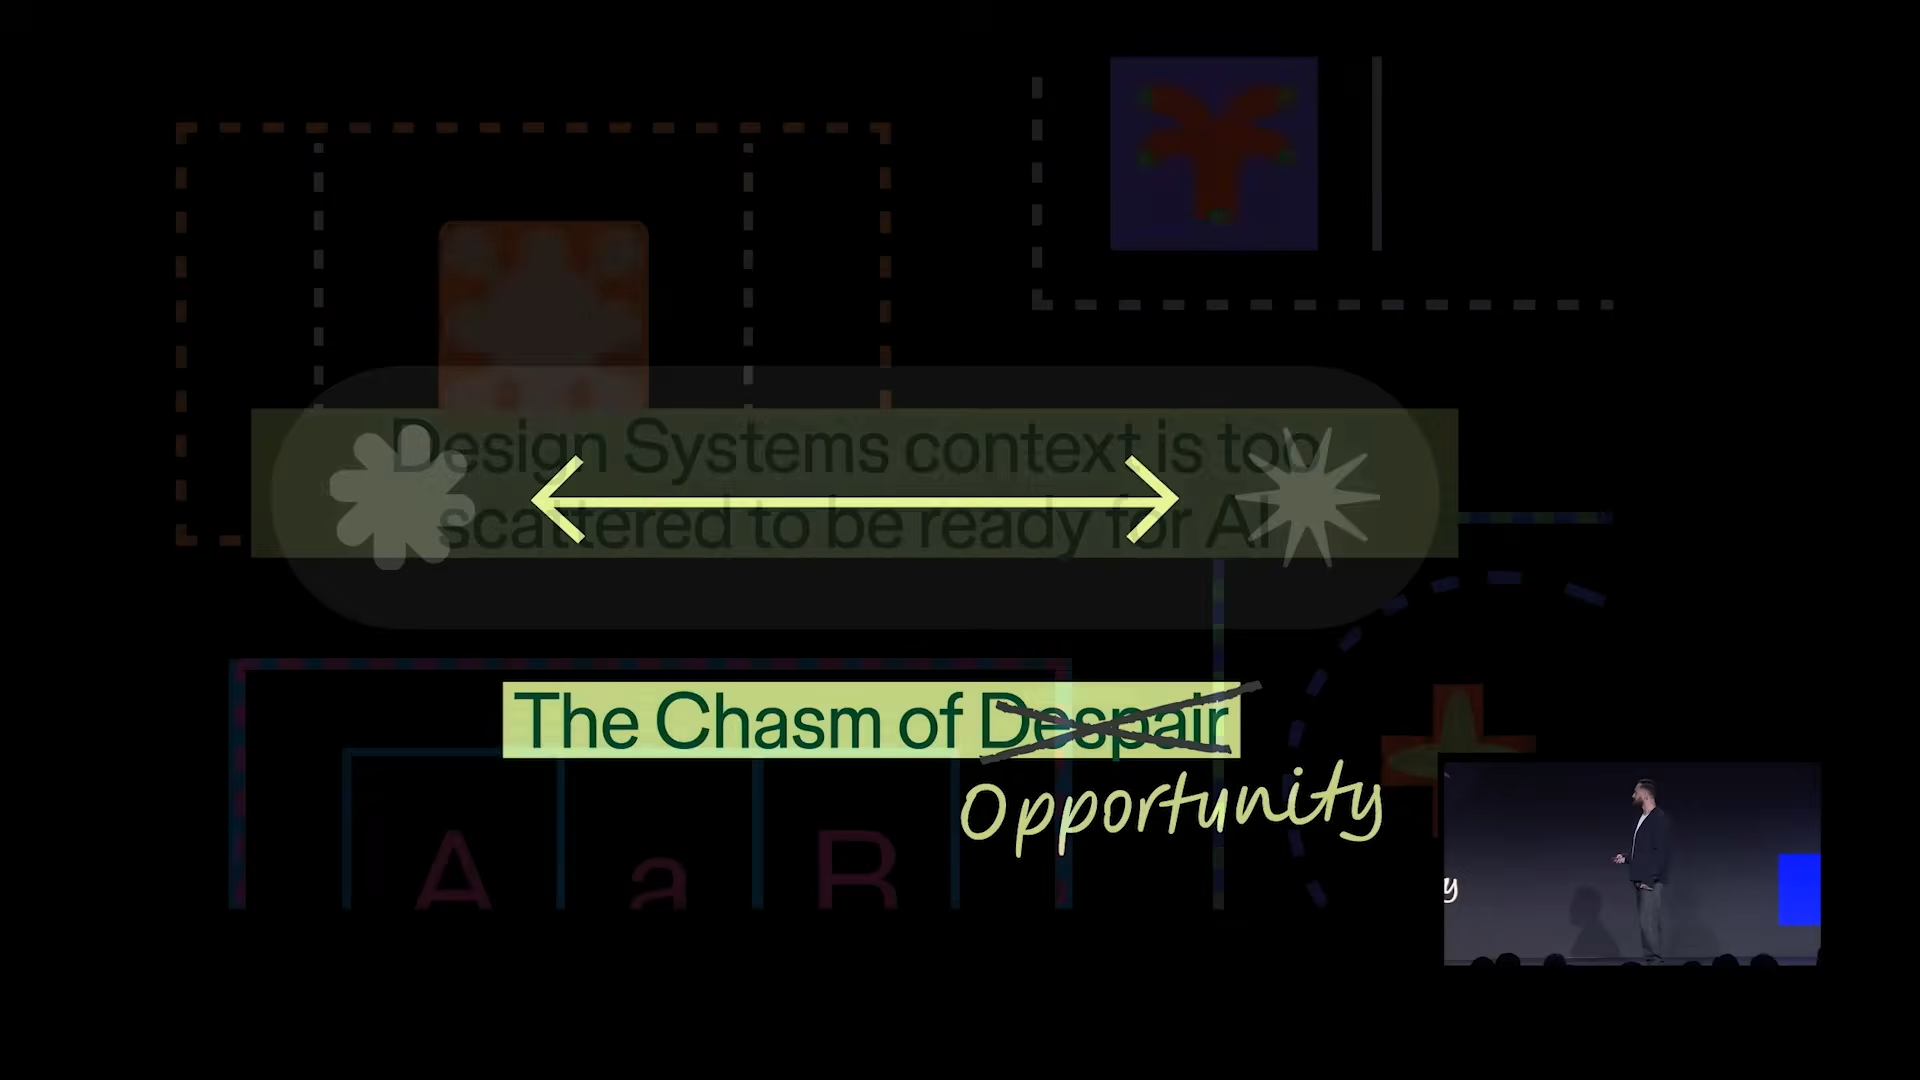 Design Systems context is too
scattered to be ready for AI
The Chasm of Despair
Opportunity
A a B
y